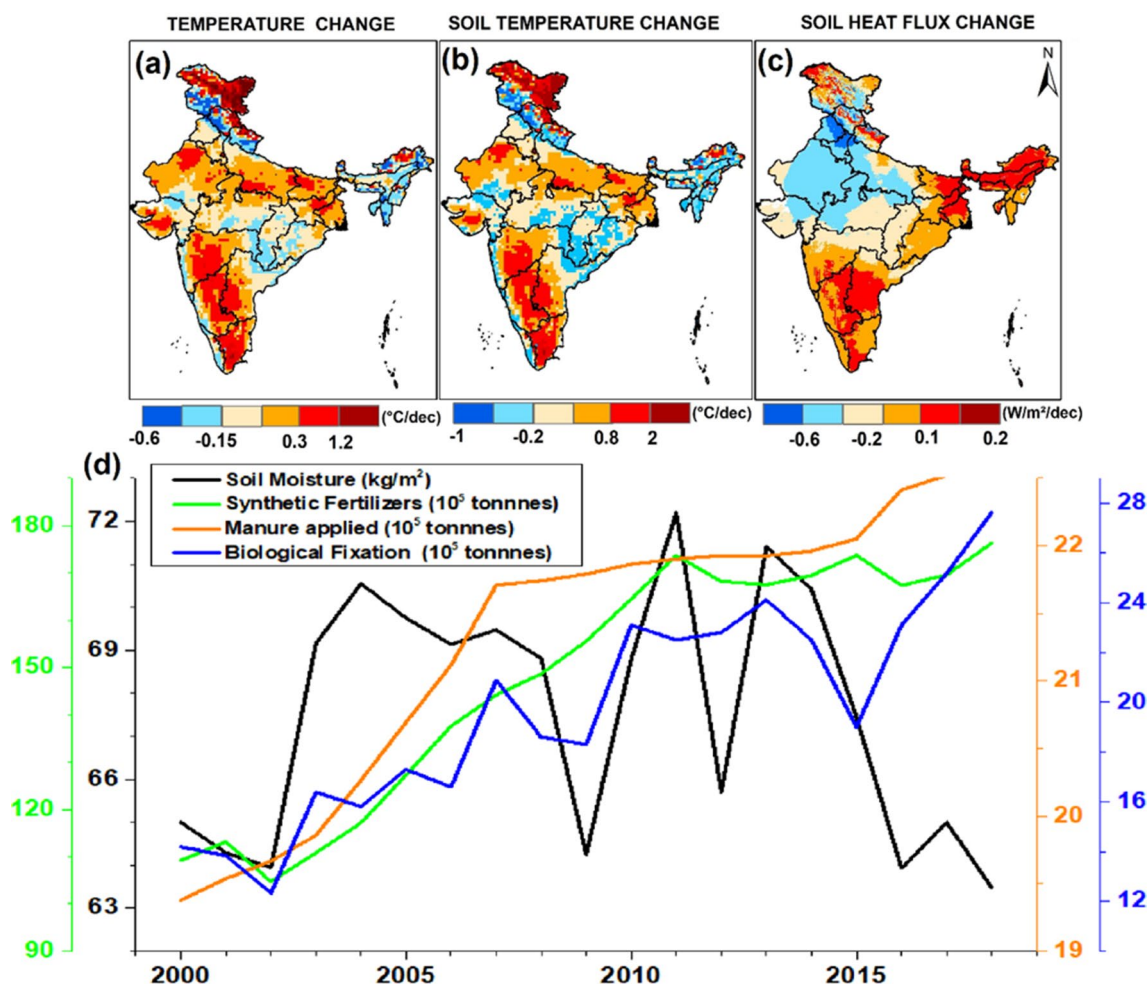 TEMPERATURE CHANGE
SOIL TEMPERATURE CHANGE
SOIL HEAT FLUX CHANGE
(a)
(b)
(c)
N
(°C/dec)
-0.6 -0.15 0.3 1.2
(°C/dec)
-1 -0.2 0.8 2
(W/m²/dec)
-0.6 -0.2 0.1 0.2
(d)
Soil Moisture (kg/m²)
Synthetic Fertilizers (10⁵ tonnnes)
Manure applied (10⁵ tonnnes)
Biological Fixation (10⁵ tonnnes)
180
150
120
90
72
69
66
63
22
21
20
19
28
24
20
16
12
2000 2005 2010 2015